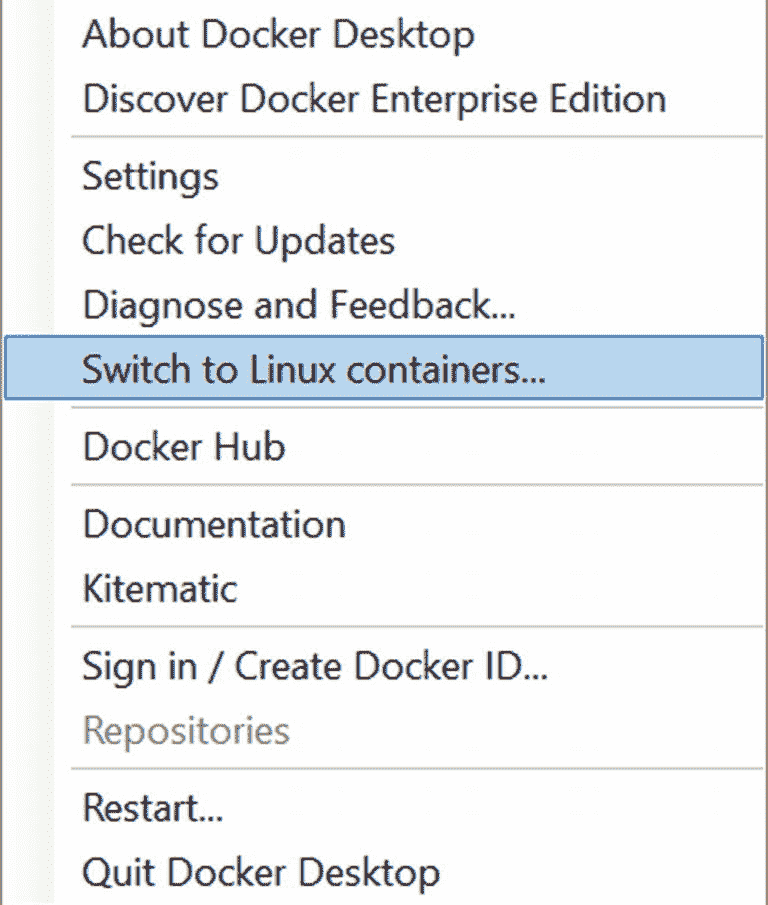 About Docker Desktop
Discover Docker Enterprise Edition
Settings
Check for Updates
Diagnose and Feedback...
Switch to Linux containers...
Docker Hub
Documentation
Kitematic
Sign in / Create Docker ID...
Repositories
Restart...
Quit Docker Desktop